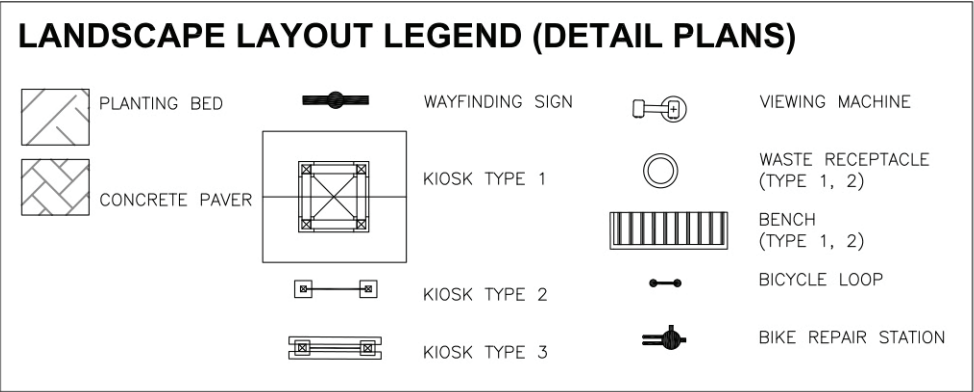 LANDSCAPE LAYOUT LEGEND (DETAIL PLANS)
PLANTING BED
CONCRETE PAVER
WAYFINDING SIGN
KIOSK TYPE 1
KIOSK TYPE 2
KIOSK TYPE 3
VIEWING MACHINE
WASTE RECEPTACLE
(TYPE 1, 2)
BENCH
(TYPE 1, 2)
BICYCLE LOOP
BIKE REPAIR STATION